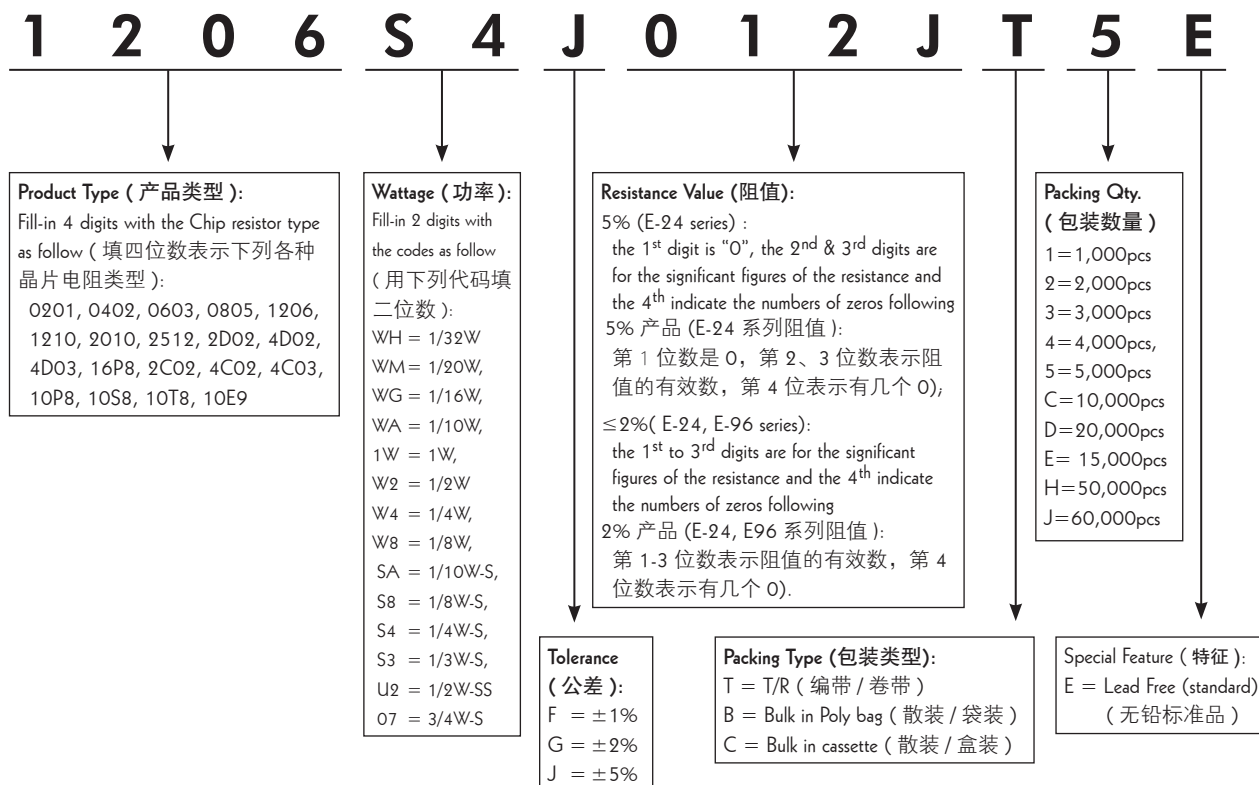 1 2 0 6 S 4 J 0 1 2 J T 5 E
Product Type ( 产品类型 ):
Fill-in 4 digits with the Chip resistor type
as follow ( 填四位数表示下列各种
晶片电阻类型 ):
0201, 0402, 0603, 0805, 1206,
1210, 2010, 2512, 2D02, 4D02,
4D03, 16P8, 2C02, 4C02, 4C03,
10P8, 10S8, 10T8, 10E9
Wattage ( 功率 ):
Fill-in 2 digits with
the codes as follow
( 用下列代码填
二位数 ):
WH = 1/32W
WM = 1/20W,
WG = 1/16W,
WA = 1/10W,
1W = 1W,
W2 = 1/2W
W4 = 1/4W,
W8 = 1/8W,
SA = 1/10W-S,
S8 = 1/8W-S,
S4 = 1/4W-S,
S3 = 1/3W-S,
U2 = 1/2W-SS
07 = 3/4W-S
Tolerance
( 公差 ):
F = ±1%
G = ±2%
J = ±5%
Resistance Value (阻值):
5% (E-24 series) :
the 1st digit is “0”, the 2nd & 3rd digits are
for the significant figures of the resistance and
the 4th indicate the numbers of zeros following
5% 产品 (E-24 系列阻值 ):
第 1 位数是 0，第 2、3 位数表示阻
值的有效数，第 4 位表示有几个 0);
≤2%( E-24, E-96 series):
the 1st to 3rd digits are for the significant
figures of the resistance and the 4th indicate
the numbers of zeros following
2% 产品 (E-24, E96 系列阻值 ):
第 1-3 位数表示阻值的有效数，第 4
位数表示有几个 0).
Packing Type (包装类型):
T = T/R ( 编带 / 卷带 )
B = Bulk in Poly bag ( 散装 / 袋装 )
C = Bulk in cassette ( 散装 / 盒装 )
Packing Qty.
( 包装数量 )
1=1,000pcs
2=2,000pcs
3=3,000pcs
4=4,000pcs,
5=5,000pcs
C=10,000pcs
D=20,000pcs
E= 15,000pcs
H=50,000pcs
J=60,000pcs
Special Feature ( 特征 ):
E = Lead Free (standard)
( 无铅标准品 )